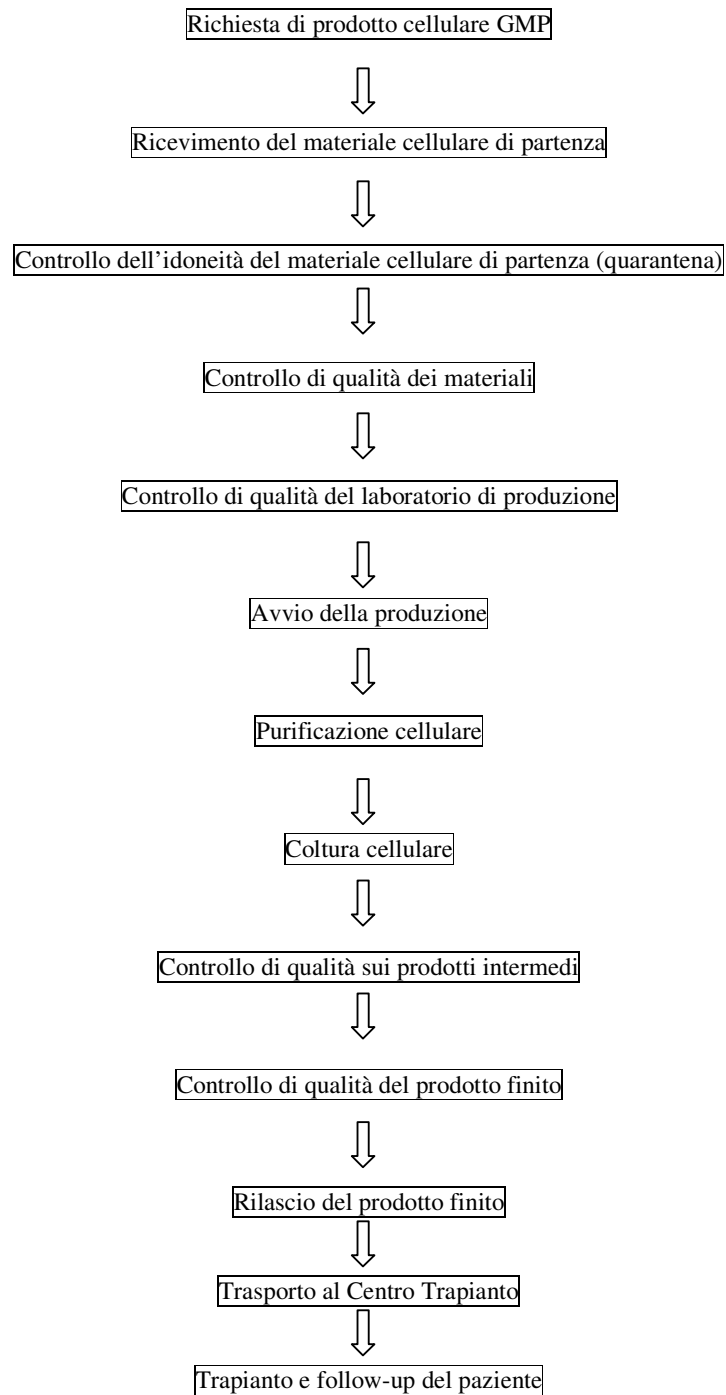 Richiesta di prodotto cellulare GMP
Ricevimento del materiale cellulare di partenza
Controllo dell'idoneità del materiale cellulare di partenza (quarantena)
Controllo di qualità dei materiali
Controllo di qualità del laboratorio di produzione
Avvio della produzione
Purificazione cellulare
Coltura cellulare
Controllo di qualità sui prodotti intermedi
Controllo di qualità del prodotto finito
Rilascio del prodotto finito
Trasporto al Centro Trapianto
Trapianto e follow-up del paziente